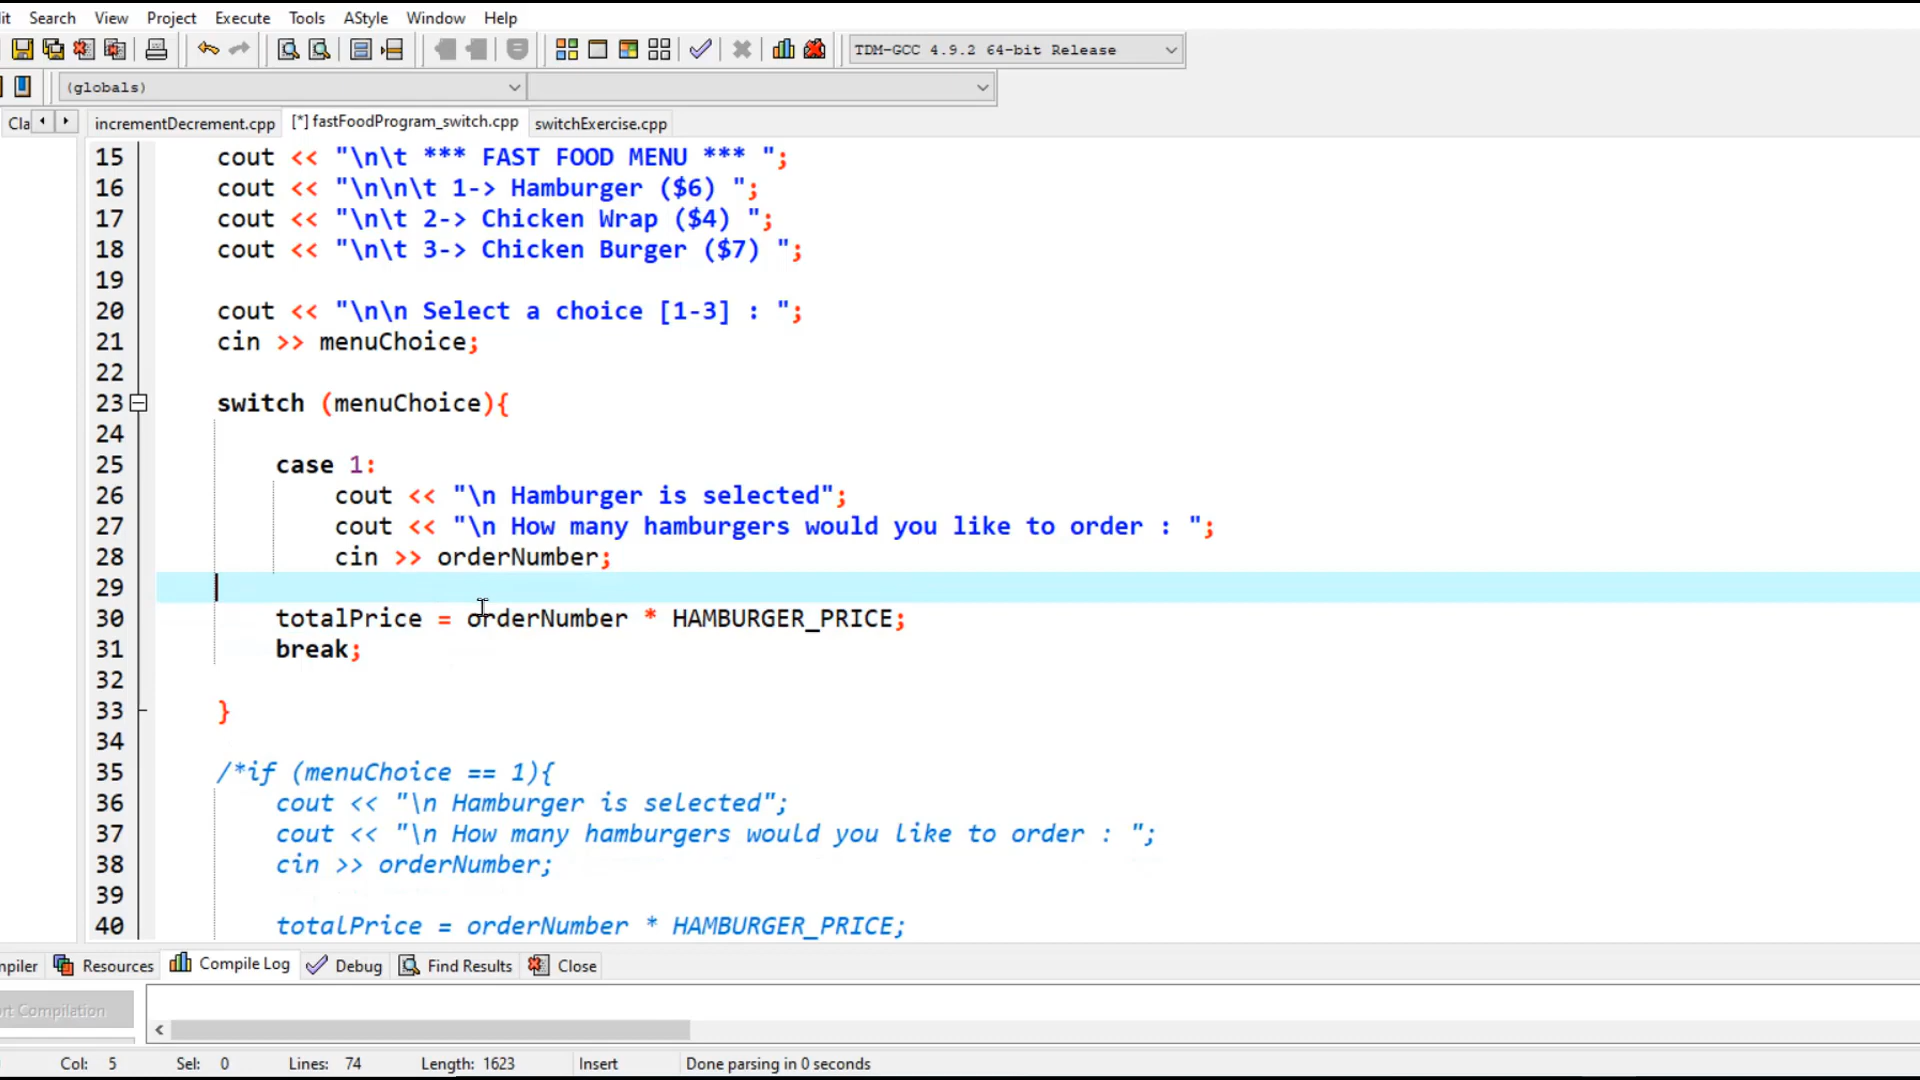 it Search View Project Execute Tools AStyle Window Help
TDM-GCC 4.9.2 64-bit Release
(globals)
Cla incrementDecrement.cpp [*] fastFoodProgram_switch.cpp switchExercise.cpp
15 cout << "\n\t *** FAST FOOD MENU *** ";
16 cout << "\n\n\t 1-> Hamburger ($6) ";
17 cout << "\n\t 2-> Chicken Wrap ($4) ";
18 cout << "\n\t 3-> Chicken Burger ($7) ";
19
20 cout << "\n\n Select a choice [1-3] : ";
21 cin >> menuChoice;
22
23 switch (menuChoice){
24
25 case 1:
26 cout << "\n Hamburger is selected";
27 cout << "\n How many hamburgers would you like to order : ";
28 cin >> orderNumber;
29
30 totalPrice = orderNumber * HAMBURGER_PRICE;
31 break;
32
33 }
34
35 /*if (menuChoice == 1){
36 cout << "\n Hamburger is selected";
37 cout << "\n How many hamburgers would you like to order : ";
38 cin >> orderNumber;
39
40 totalPrice = orderNumber * HAMBURGER_PRICE;
mpiler Resources Compile Log Debug Find Results Close
rt Compilation
Col: 5 Sel: 0 Lines: 74 Length: 1623 Insert Done parsing in 0 seconds